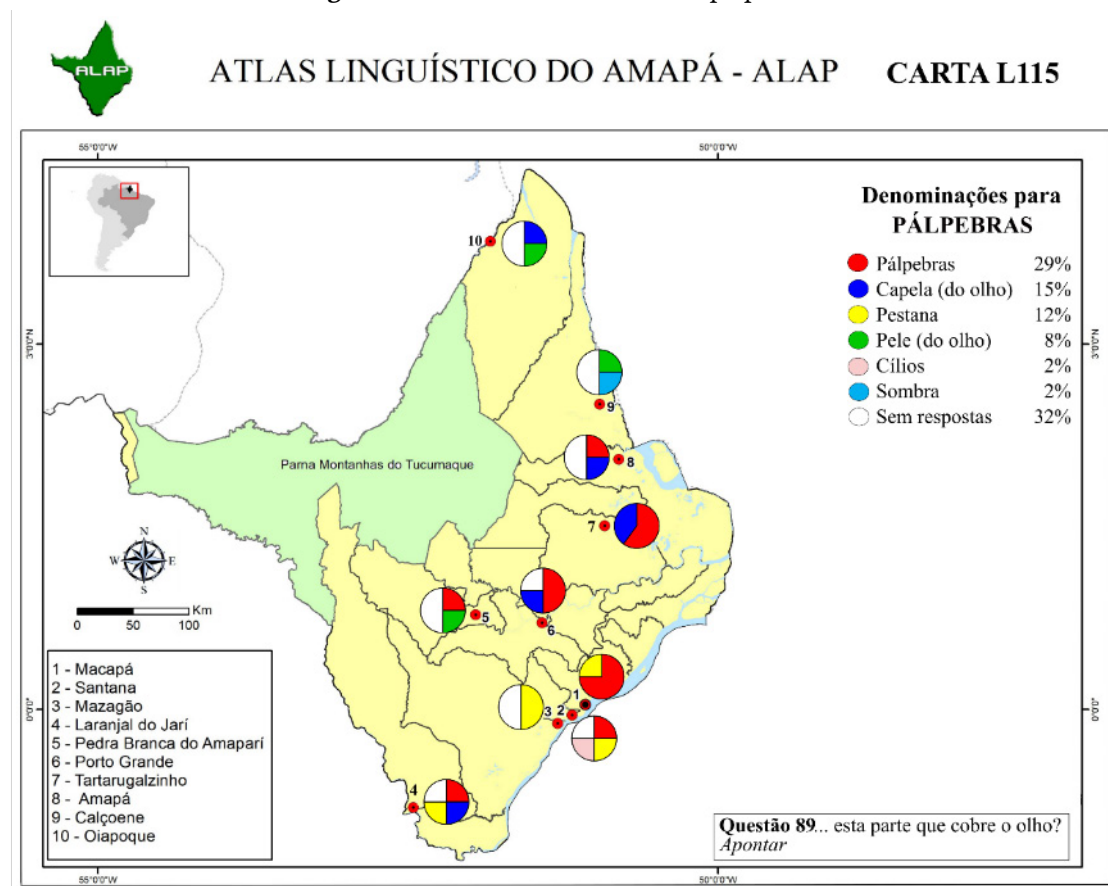 ALAP
ATLAS LINGUÍSTICO DO AMAPÁ - ALAP CARTA L115
55°0'0"W 50°0'0"W
Denominações para
PÁLPEBRAS
Pálpebras 29%
Capela (do olho) 15%
Pestana 12%
Pele (do olho) 8%
Cílios 2%
Sombra 2%
Sem respostas 32%
10
3°0'0"N 3°0'0"N
9
8
Parna Montanhas do Tucumaque
7
N
W E
S
Km
0 50 100
5
6
1
3 2
0°0'0" 0°0'0"
4
1 - Macapá
2 - Santana
3 - Mazagão
4 - Laranjal do Jarí
5 - Pedra Branca do Amaparí
6 - Porto Grande
7 - Tartarugalzinho
8 - Amapá
9 - Calçoene
10 - Oiapoque
Questão 89... esta parte que cobre o olho?
Apontar
55°0'0"W 50°0'0"W